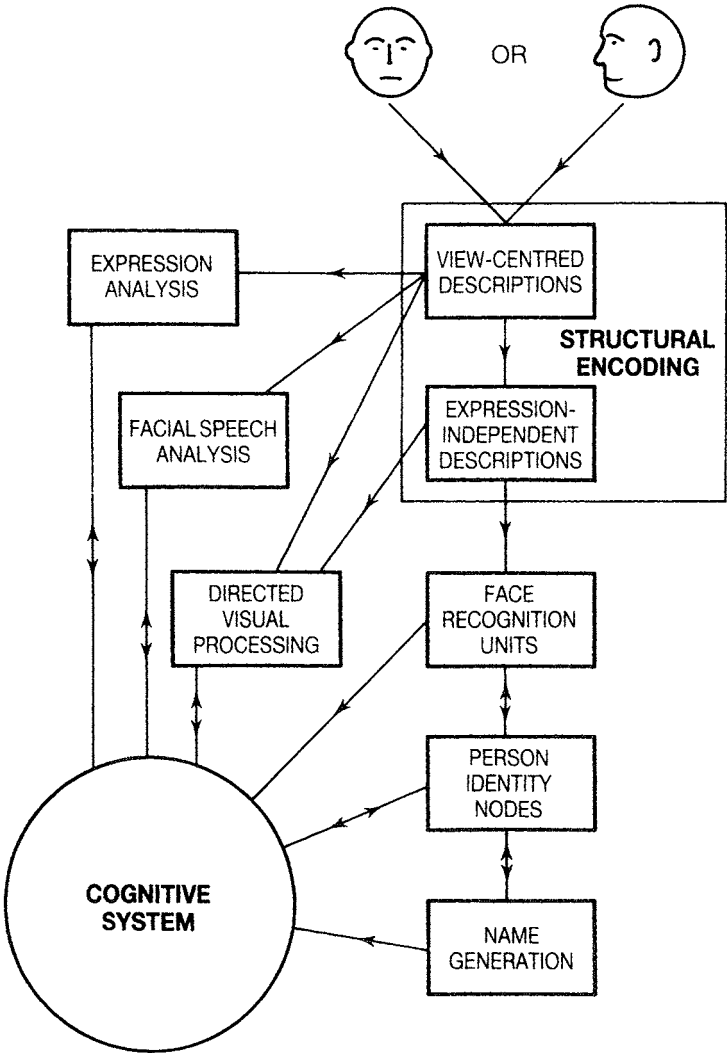 OR
VIEW-CENTRED
DESCRIPTIONS
EXPRESSION
ANALYSIS
STRUCTURAL
ENCODING
EXPRESSION-
INDEPENDENT
DESCRIPTIONS
FACIAL SPEECH
ANALYSIS
DIRECTED
VISUAL
PROCESSING
FACE
RECOGNITION
UNITS
PERSON
IDENTITY
NODES
COGNITIVE
SYSTEM
NAME
GENERATION